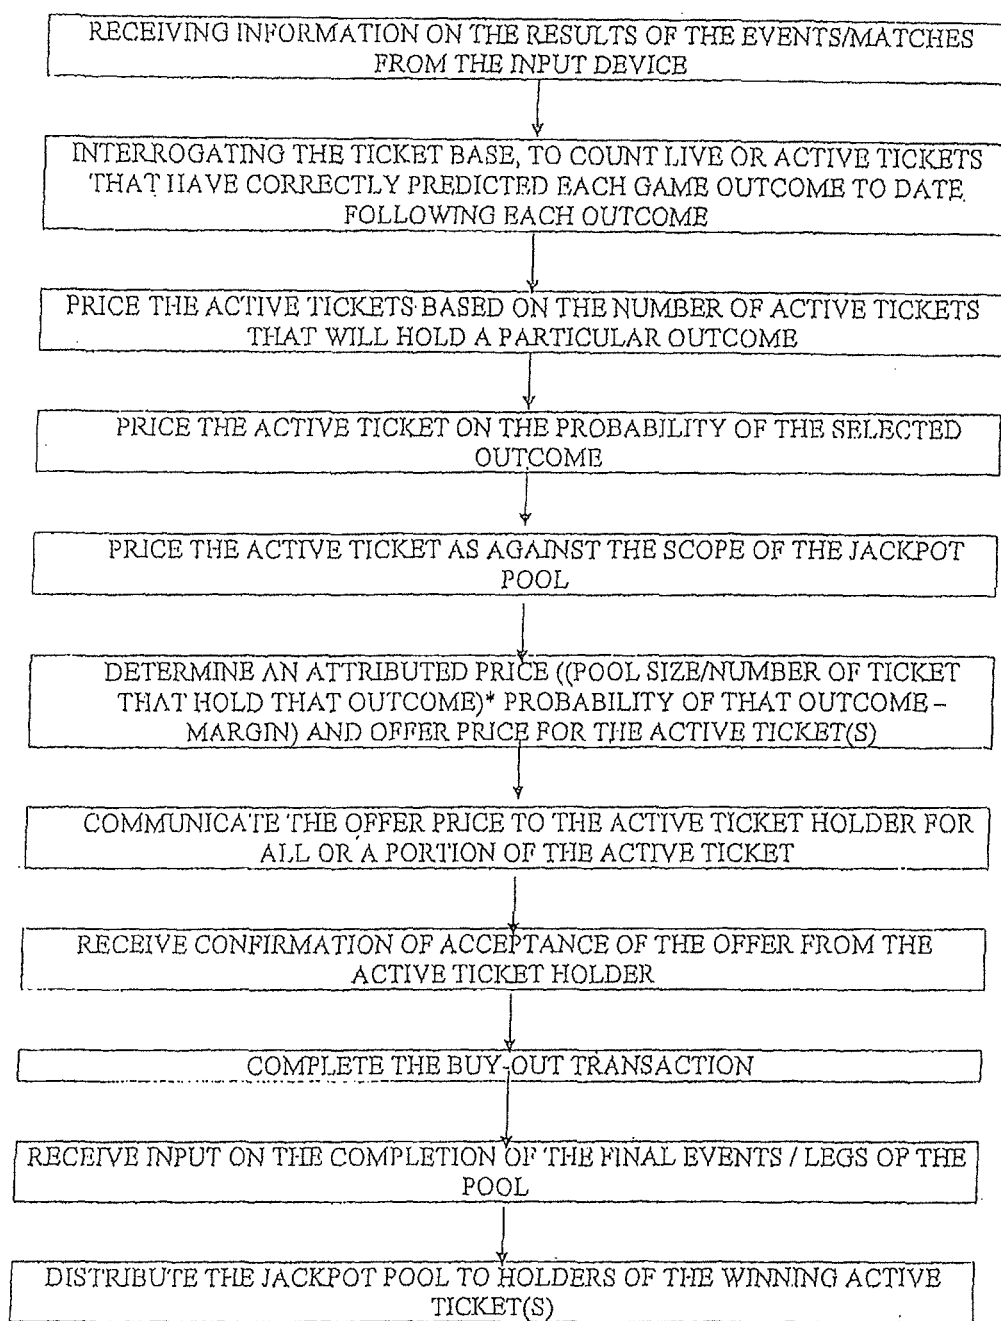 RECEIVING INFORMATION ON THE RESULTS OF THE EVENTS/MATCHES
FROM THE INPUT DEVICE
INTERROGATING THE TICKET BASE, TO COUNT LIVE OR ACTIVE TICKETS
THAT HAVE CORRECTLY PREDICTED EACH GAME OUTCOME TO DATE
FOLLOWING EACH OUTCOME
PRICE THE ACTIVE TICKETS BASED ON THE NUMBER OF ACTIVE TICKETS
THAT WILL HOLD A PARTICULAR OUTCOME
PRICE THE ACTIVE TICKET ON THE PROBABILITY OF THE SELECTED
OUTCOME
PRICE THE ACTIVE TICKET AS AGAINST THE SCOPE OF THE JACKPOT
POOL
DETERMINE AN ATTRIBUTED PRICE ((POOL SIZE/NUMBER OF TICKET
THAT HOLD THAT OUTCOME)* PROBABILITY OF THAT OUTCOME –
MARGIN) AND OFFER PRICE FOR THE ACTIVE TICKET(S)
COMMUNICATE THE OFFER PRICE TO THE ACTIVE TICKET HOLDER FOR
ALL OR A PORTION OF THE ACTIVE TICKET
RECEIVE CONFIRMATION OF ACCEPTANCE OF THE OFFER FROM THE
ACTIVE TICKET HOLDER
COMPLETE THE BUY-OUT TRANSACTION
RECEIVE INPUT ON THE COMPLETION OF THE FINAL EVENTS / LEGS OF THE
POOL
DISTRIBUTE THE JACKPOT POOL TO HOLDERS OF THE WINNING ACTIVE
TICKET(S)